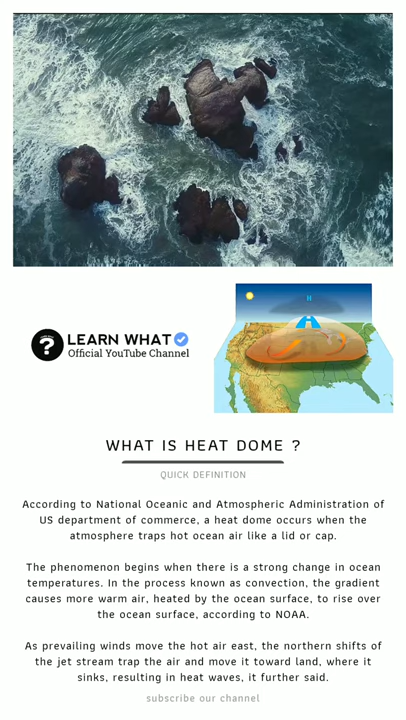 LEARN WHAT
Official YouTube Channel
H
WHAT IS HEAT DOME ?
QUICK DEFINITION
According to National Oceanic and Atmospheric Administration of
US department of commerce, a heat dome occurs when the
atmosphere traps hot ocean air like a lid or cap.
The phenomenon begins when there is a strong change in ocean
temperatures. In the process known as convection, the gradient
causes more warm air, heated by the ocean surface, to rise over
the ocean surface, according to NOAA.
As prevailing winds move the hot air east, the northern shifts of
the jet stream trap the air and move it toward land, where it
sinks, resulting in heat waves, it further said.
subscribe our channel